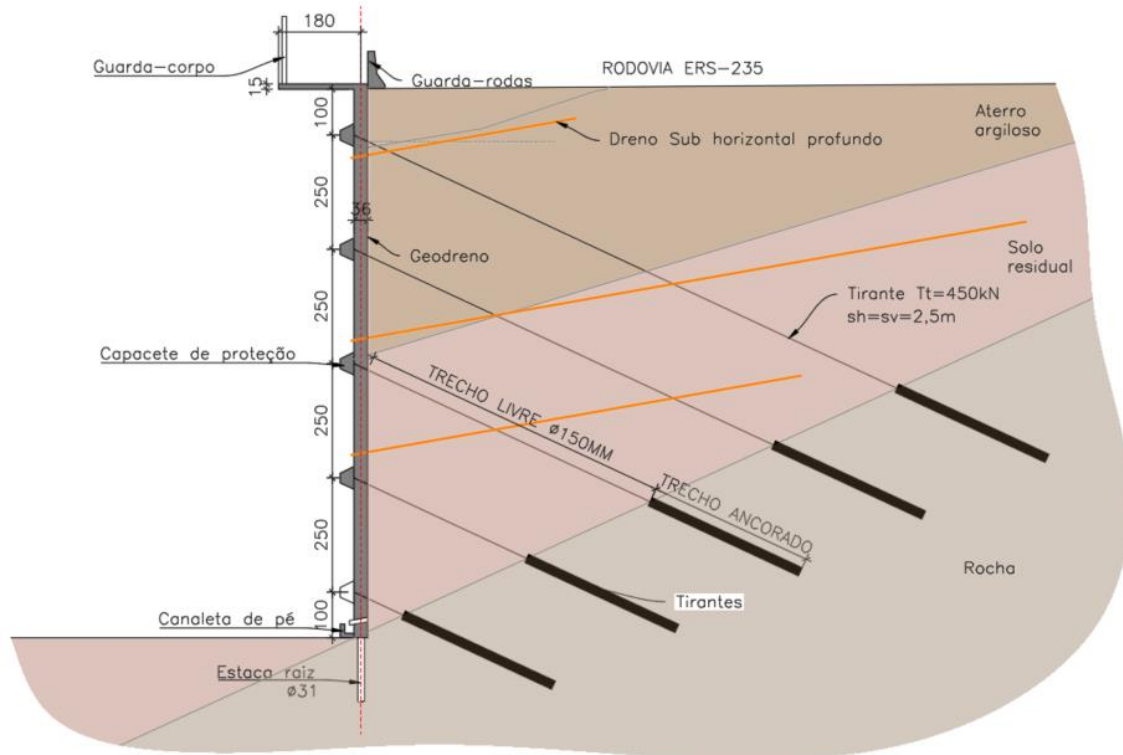 180
Guarda-corpo
Guarda-rodas
RODOVIA ERS-235
15
100
Aterro
argiloso
Dreno Sub horizontal profundo
250
36
Geodreno
Solo
residual
Tirante Tt=450kN
sh=sv=2,5m
250
Capacete de proteção
TRECHO LIVRE ø150MM
250
TRECHO ANCORADO
250
Rocha
Tirantes
100
Canaleta de pé
Estaca raiz
ø31